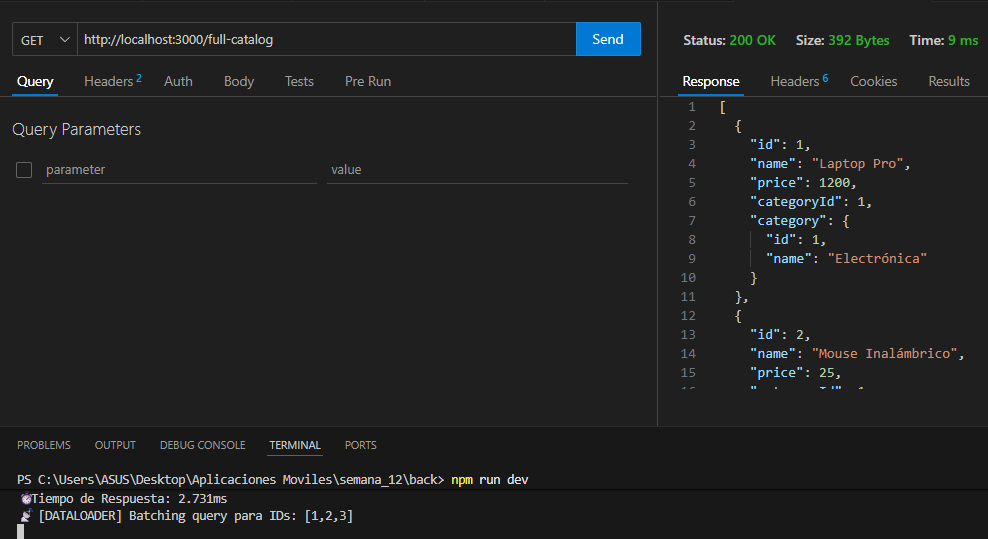 GET http://localhost:3000/full-catalog Send
Query Headers 2 Auth Body Tests Pre Run
Query Parameters
parameter value
Status: 200 OK Size: 392 Bytes Time: 9 ms
Response Headers 6 Cookies Results
1 [
2 {
3 "id": 1,
4 "name": "Laptop Pro",
5 "price": 1200,
6 "categoryId": 1,
7 "category": {
8 "id": 1,
9 "name": "Electrónica"
10 }
11 },
12 {
13 "id": 2,
14 "name": "Mouse Inalámbrico",
15 "price": 25,
PROBLEMS OUTPUT DEBUG CONSOLE TERMINAL PORTS
PS C:\Users\ASUS\Desktop\Aplicaciones Moviles\semana_12\back> npm run dev
Tiempo de Respuesta: 2.731ms
[DATALOADER] Batching query para IDs: [1,2,3]